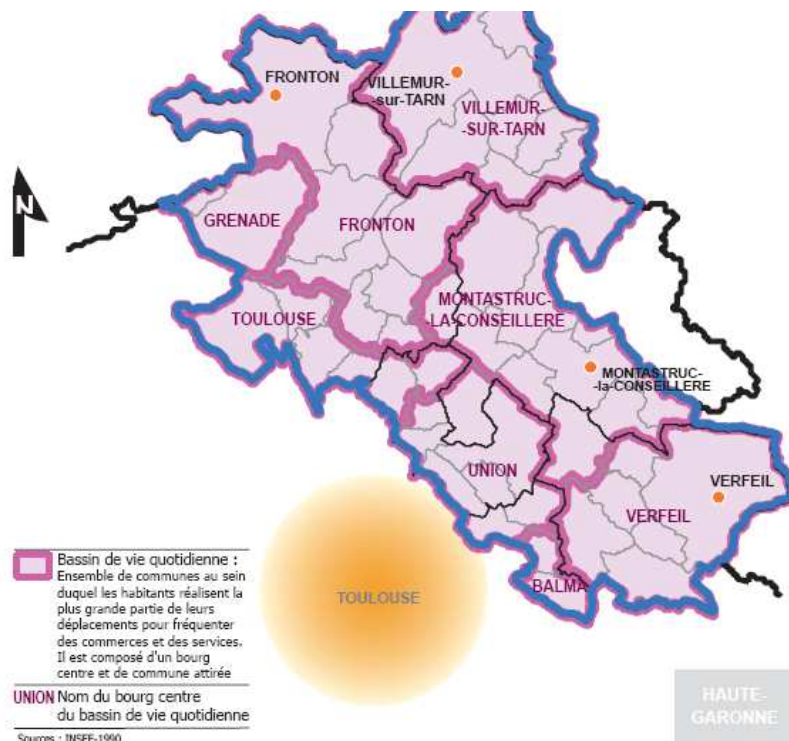 FRONTON
VILLEMUR-
-sur-TARN
VILLEMUR
-SUR-TARN
N
GRENADE
FRONTON
TOULOUSE
MONTASTRUC
-LA-CONSEILLERE
MONTASTRUC-
-la-CONSEILLERE
UNION
VERFEIL
VERFEIL
BALMA
TOULOUSE
Bassin de vie quotidienne :
Ensemble de communes au sein
duquel les habitants réalisent la
plus grande partie de leurs
déplacements pour fréquenter
des commerces et des services.
Il est composé d'un bourg
centre et de commune attirée
UNION Nom du bourg centre
du bassin de vie quotidienne
Sources : INSEE-1990
HAUTE-
GARONNE